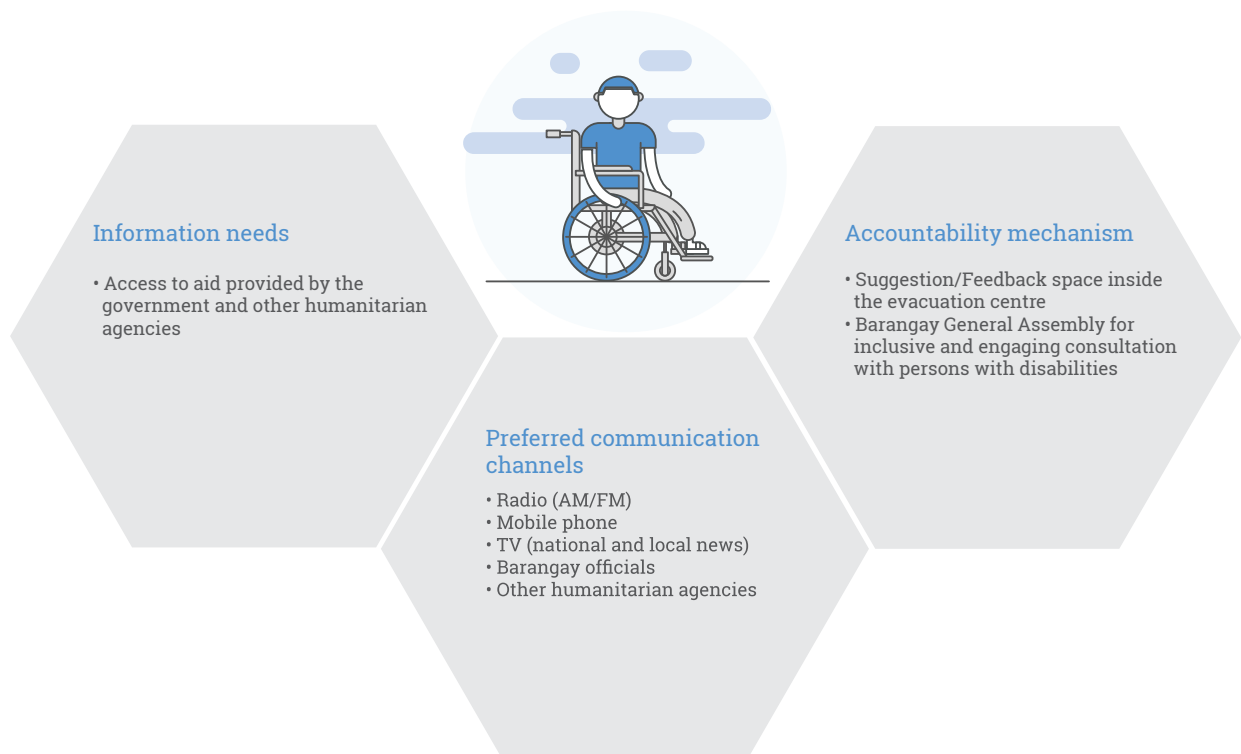 Information needs
• Access to aid provided by the
government and other humanitarian
agencies
Preferred communication
channels
• Radio (AM/FM)
• Mobile phone
• TV (national and local news)
• Barangay officials
• Other humanitarian agencies
Accountability mechanism
• Suggestion/Feedback space inside
the evacuation centre
• Barangay General Assembly for
inclusive and engaging consultation
with persons with disabilities